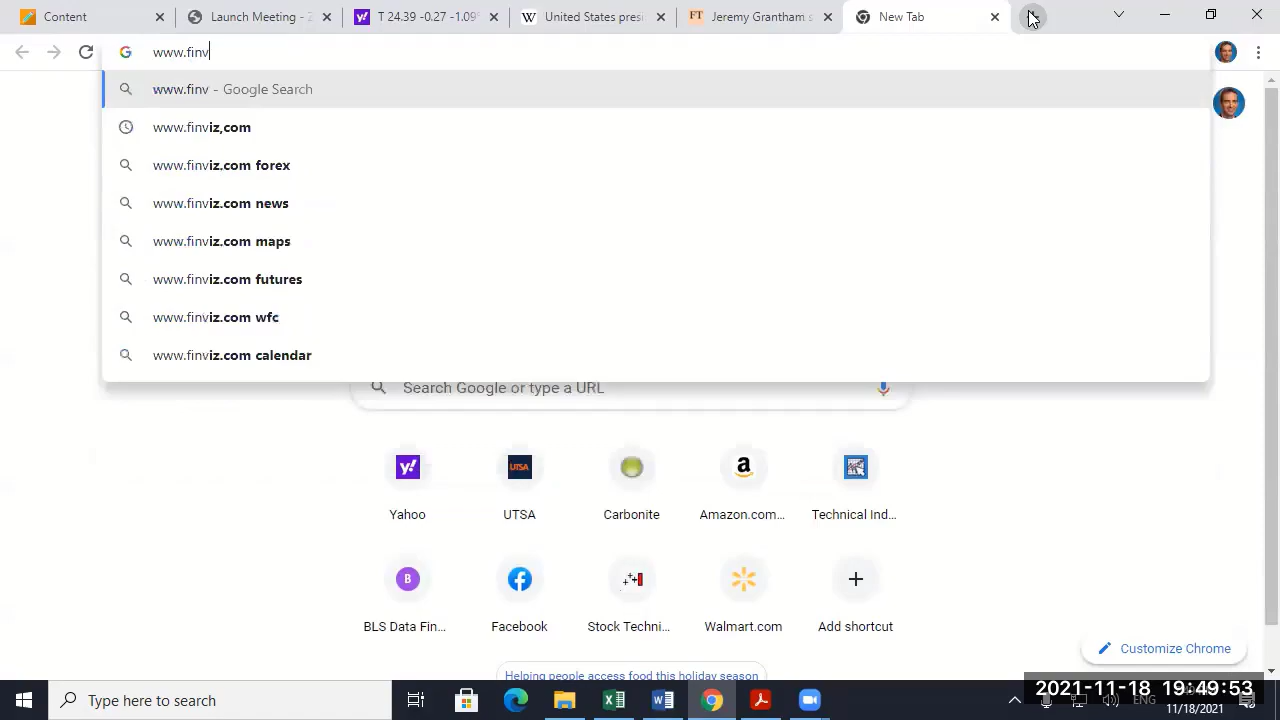 Content
Launch Meeting - Z
T 24.39 -0.27 -1.09%
United States presi
Jeremy Grantham s
New Tab
www.finv
www.finv - Google Search
www.finviz,com
www.finviz.com forex
www.finviz.com news
www.finviz.com maps
www.finviz.com futures
www.finviz.com wfc
www.finviz.com calendar
Search Google or type a URL
Yahoo
UTSA
Carbonite
Amazon.com...
Technical Ind...
BLS Data Fin...
Facebook
Stock Techni...
Walmart.com
Add shortcut
Customize Chrome
Helping people access food this holiday season
Type here to search
ENG
2021-11-18 19:49:53
11/18/2021